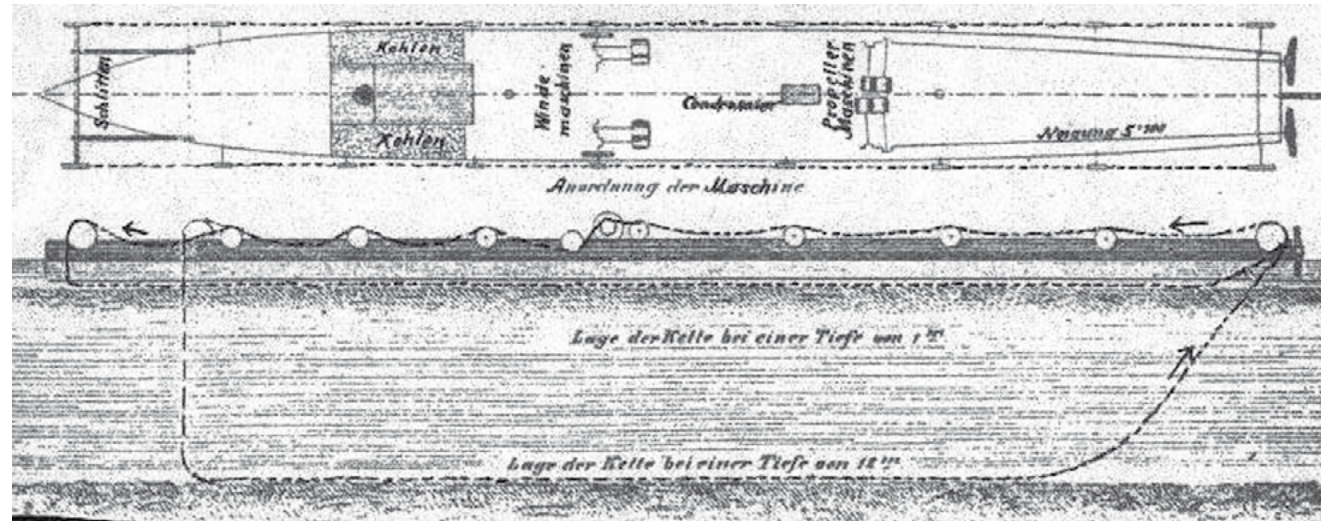 Schlitten
Kohlen
Kohlen
Winde
maschinen
Condensator
Propeller
Maschinen
Neigung 5:100
Anordnung der Maschine
Lage der Kette bei einer Tiefe von 1 m
Lage der Kette bei einer Tiefe von 12 m